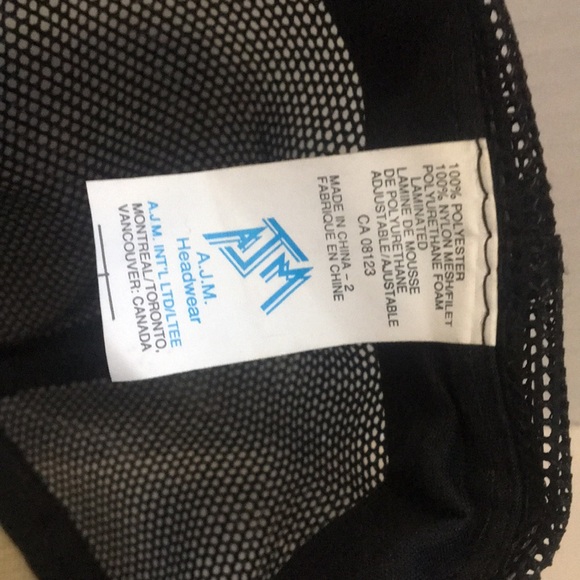 100% POLYESTER
100% NYLON MESH/FILET
POLYURETHANE FOAM
LAMINATED
LAMINE DE MOUSSE
DE POLYURETHANE
ADJUSTABLE/AJUSTABLE
CA 08123
MADE IN CHINA - 2
FABRIQUE EN CHINE
AJM
A.J.M.
Headwear
A.J.M. INT'L LTD/LTEE
MONTREAL/TORONTO,
VANCOUVER: CANADA